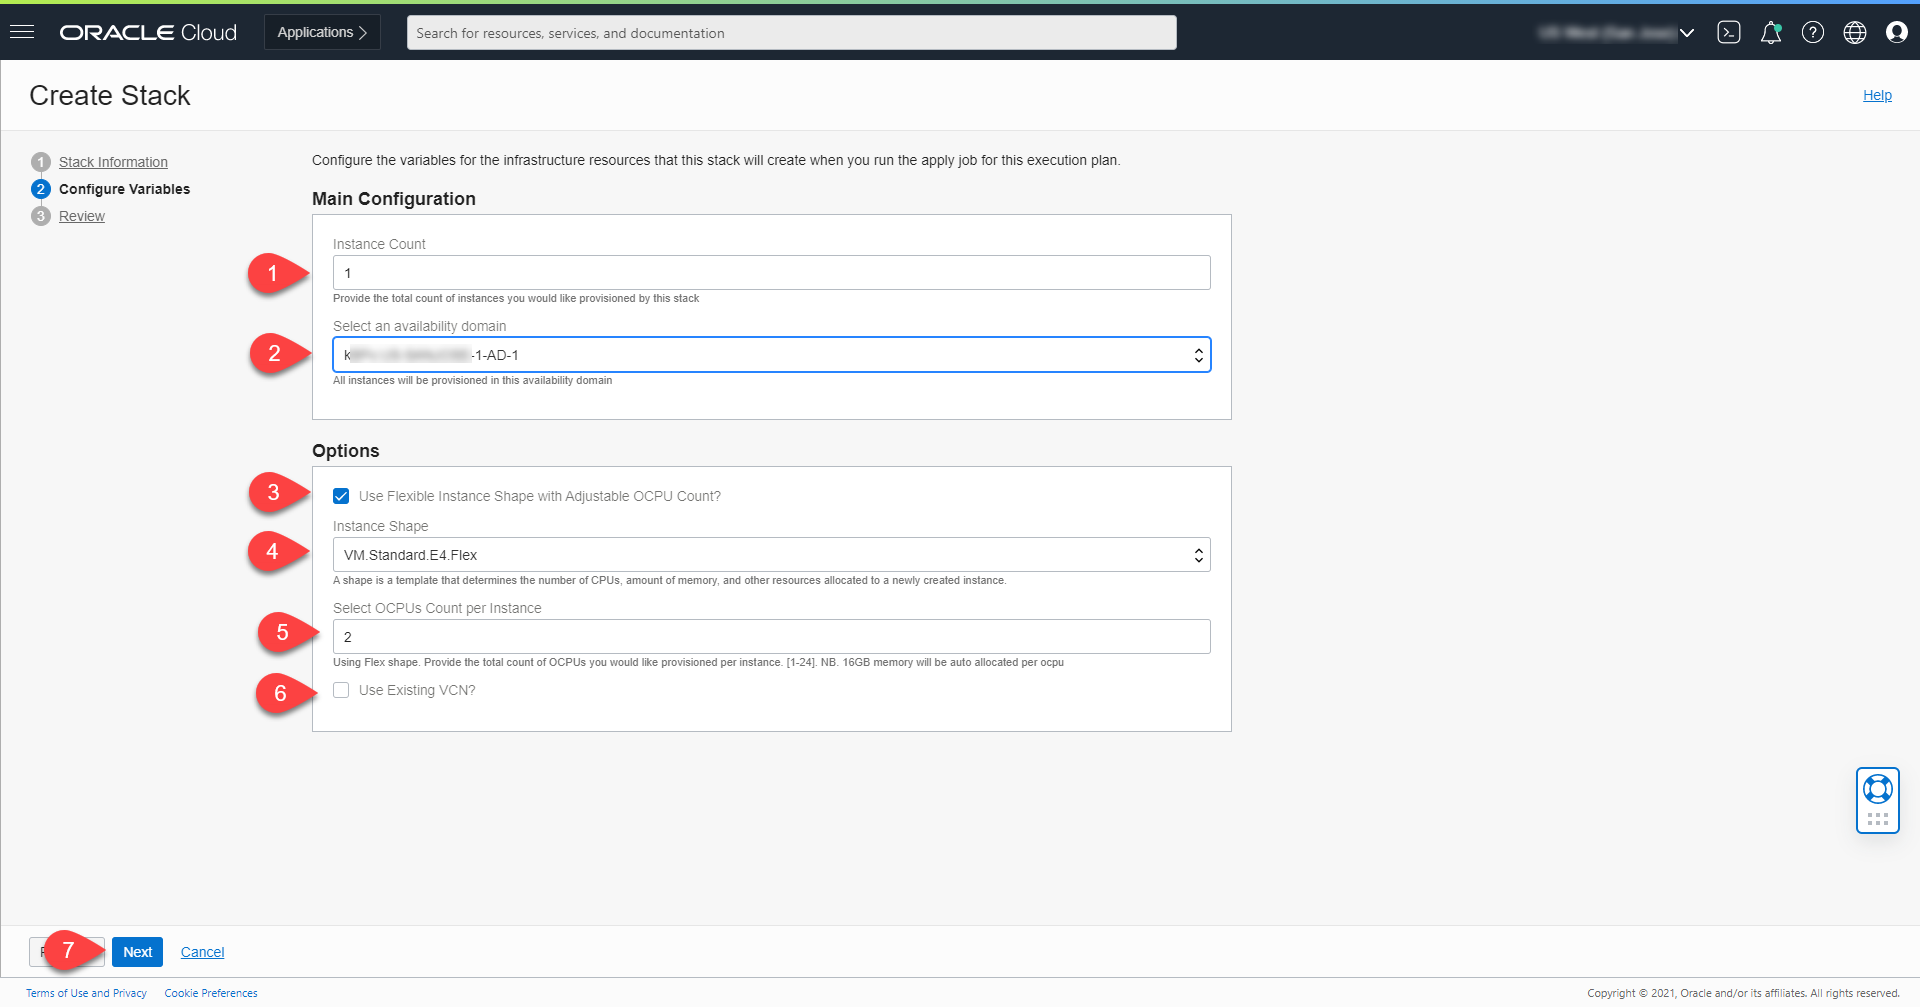 ORACLE Cloud
Applications
Search for resources, services, and documentation
Create Stack
Help
1 Stack Information
2 Configure Variables
3 Review
Configure the variables for the infrastructure resources that this stack will create when you run the apply job for this execution plan.
Main Configuration
Instance Count
1
1
Provide the total count of instances you would like provisioned by this stack
Select an availability domain
2
-1-AD-1
All instances will be provisioned in this availability domain
Options
3
Use Flexible Instance Shape with Adjustable OCPU Count?
Instance Shape
4
VM.Standard.E4.Flex
A shape is a template that determines the number of CPUs, amount of memory, and other resources allocated to a newly created instance.
Select OCPUs Count per Instance
5
2
Using Flex shape. Provide the total count of OCPUs you would like provisioned per instance. [1-24]. NB. 16GB memory will be auto allocated per ocpu
6
Use Existing VCN?
7
Next
Cancel
Terms of Use and Privacy
Cookie Preferences
Copyright © 2021, Oracle and/or its affiliates. All rights reserved.